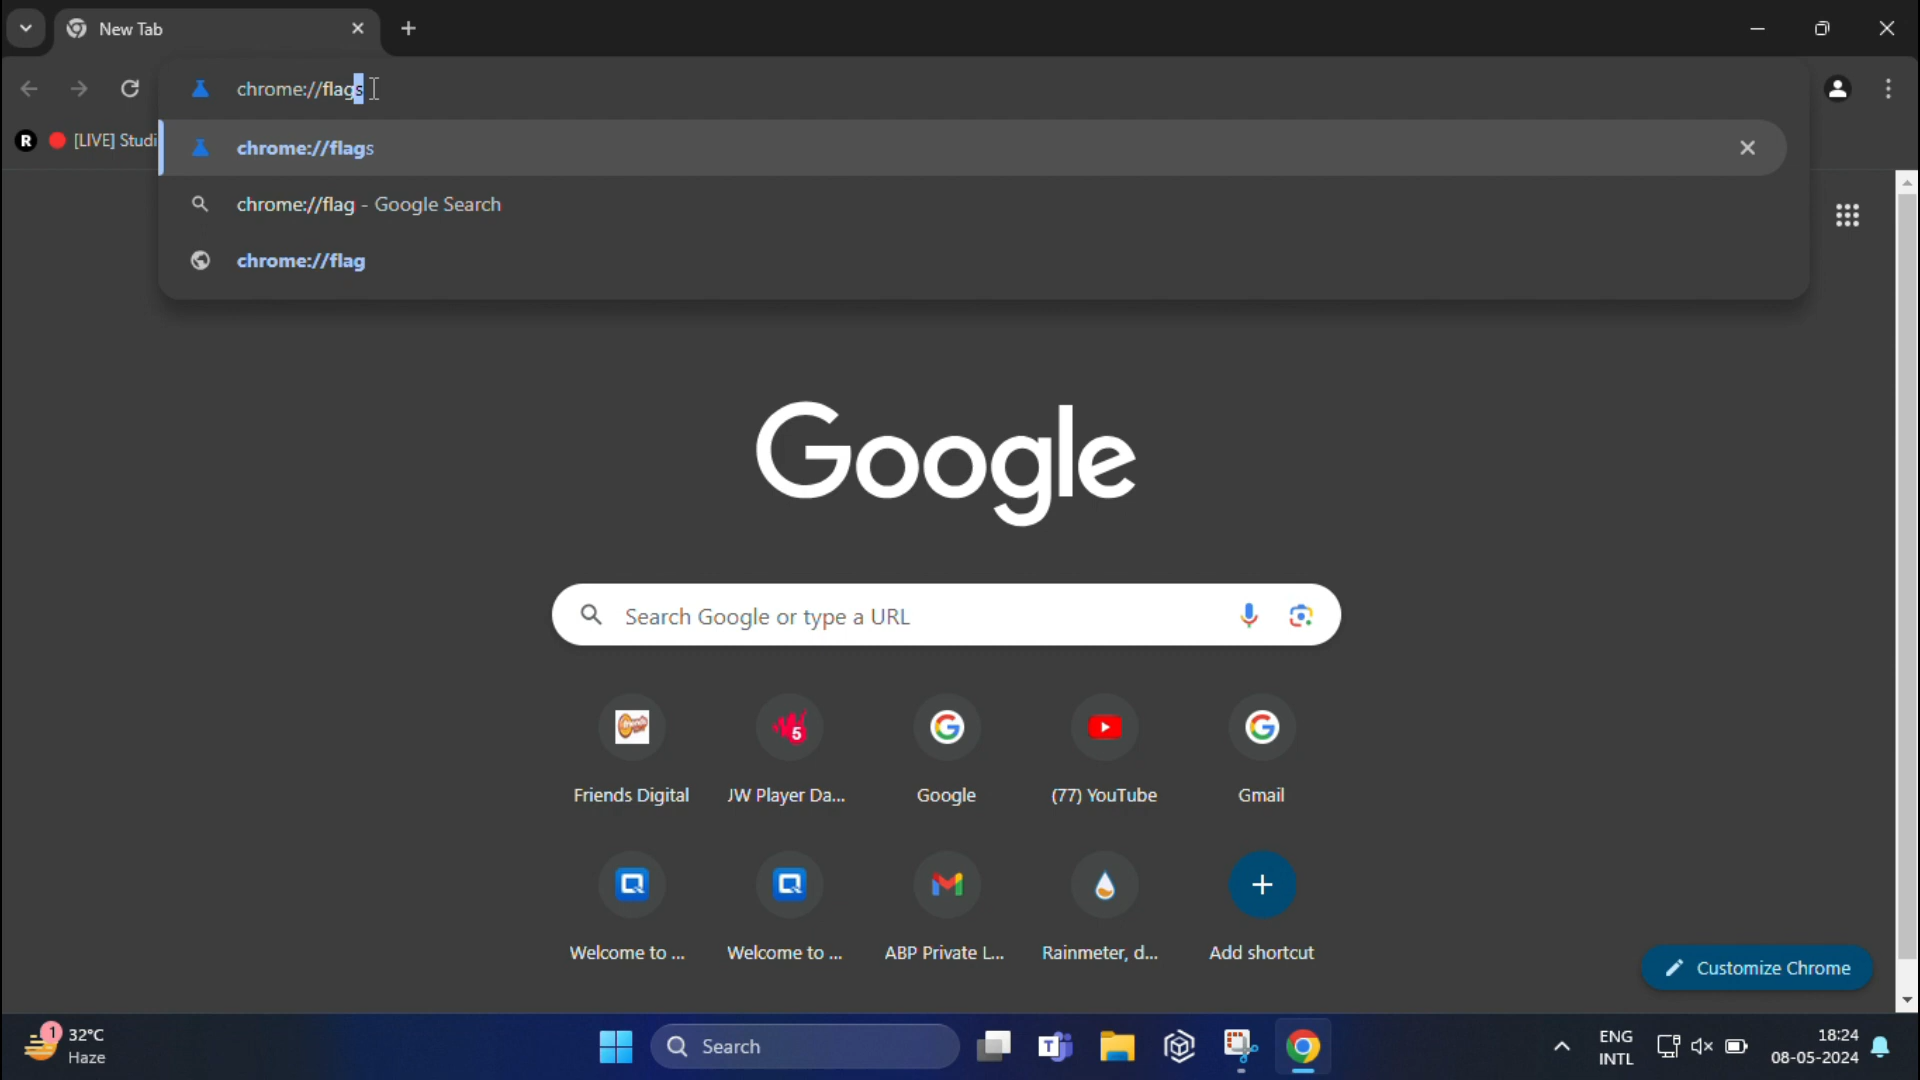 New Tab
chrome://flags
R [LIVE] Studi
chrome://flags
chrome://flag - Google Search
chrome://flag
Google
Search Google or type a URL
5
Friends Digital
JW Player Da...
Google
(77) YouTube
Gmail
Welcome to ...
Welcome to ...
ABP Private L...
Rainmeter, d...
Add shortcut
Customize Chrome
1
32°C
Haze
Search
ENG
INTL
18:24
08-05-2024